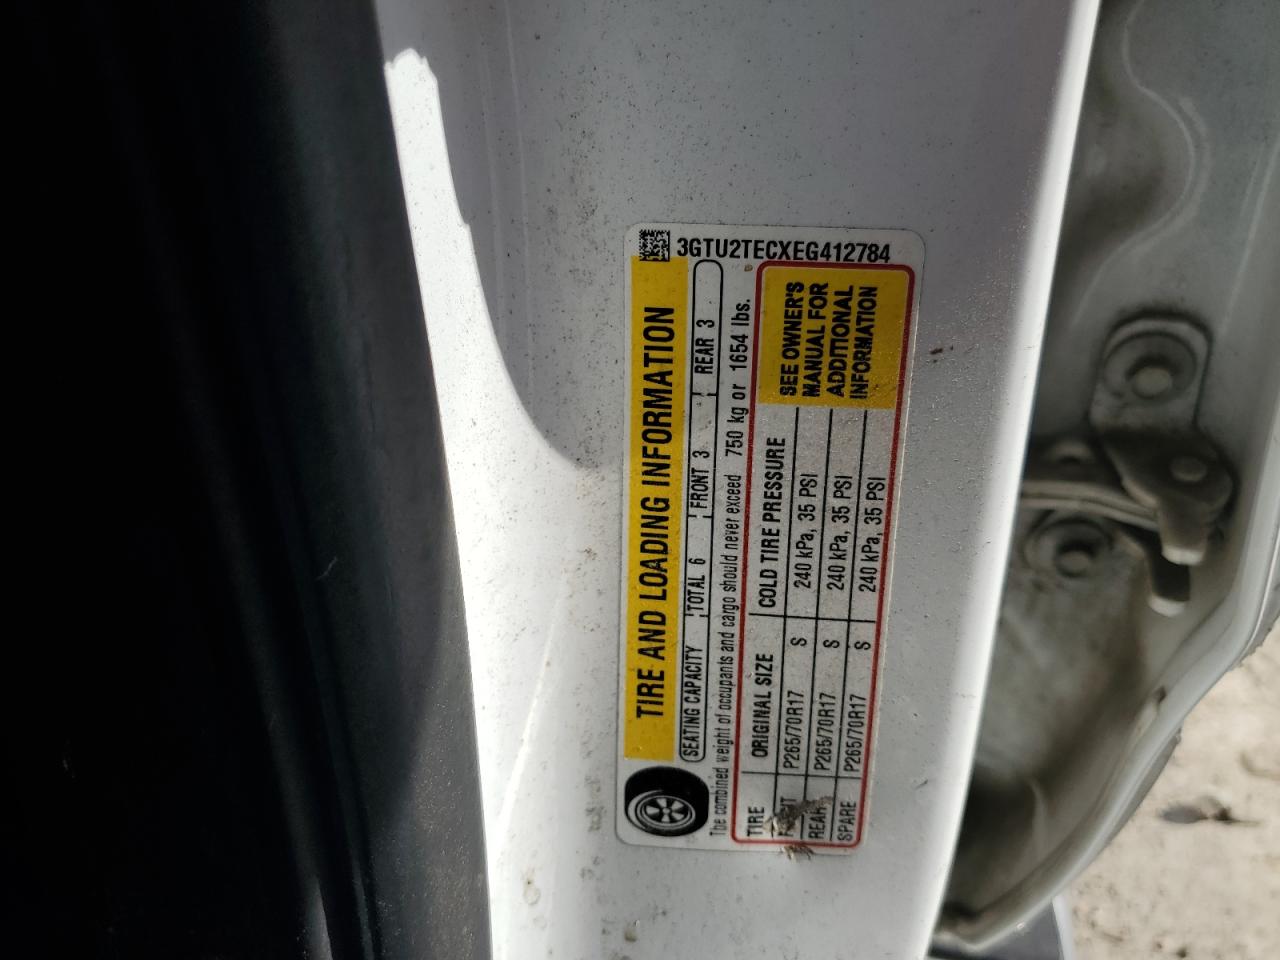 3GTU2TECXEG412784
TIRE AND LOADING INFORMATION
SEATING CAPACITY TOTAL 6 FRONT 3 REAR 3
The combined weight of occupants and cargo should never exceed 750 kg or 1654 lbs.
TIRE ORIGINAL SIZE COLD TIRE PRESSURE
P265/70R17 S 240 kPa, 35 PSI
REAR P265/70R17 S 240 kPa, 35 PSI
SPARE P265/70R17 S 240 kPa, 35 PSI
SEE OWNER'S
MANUAL FOR
ADDITIONAL
INFORMATION